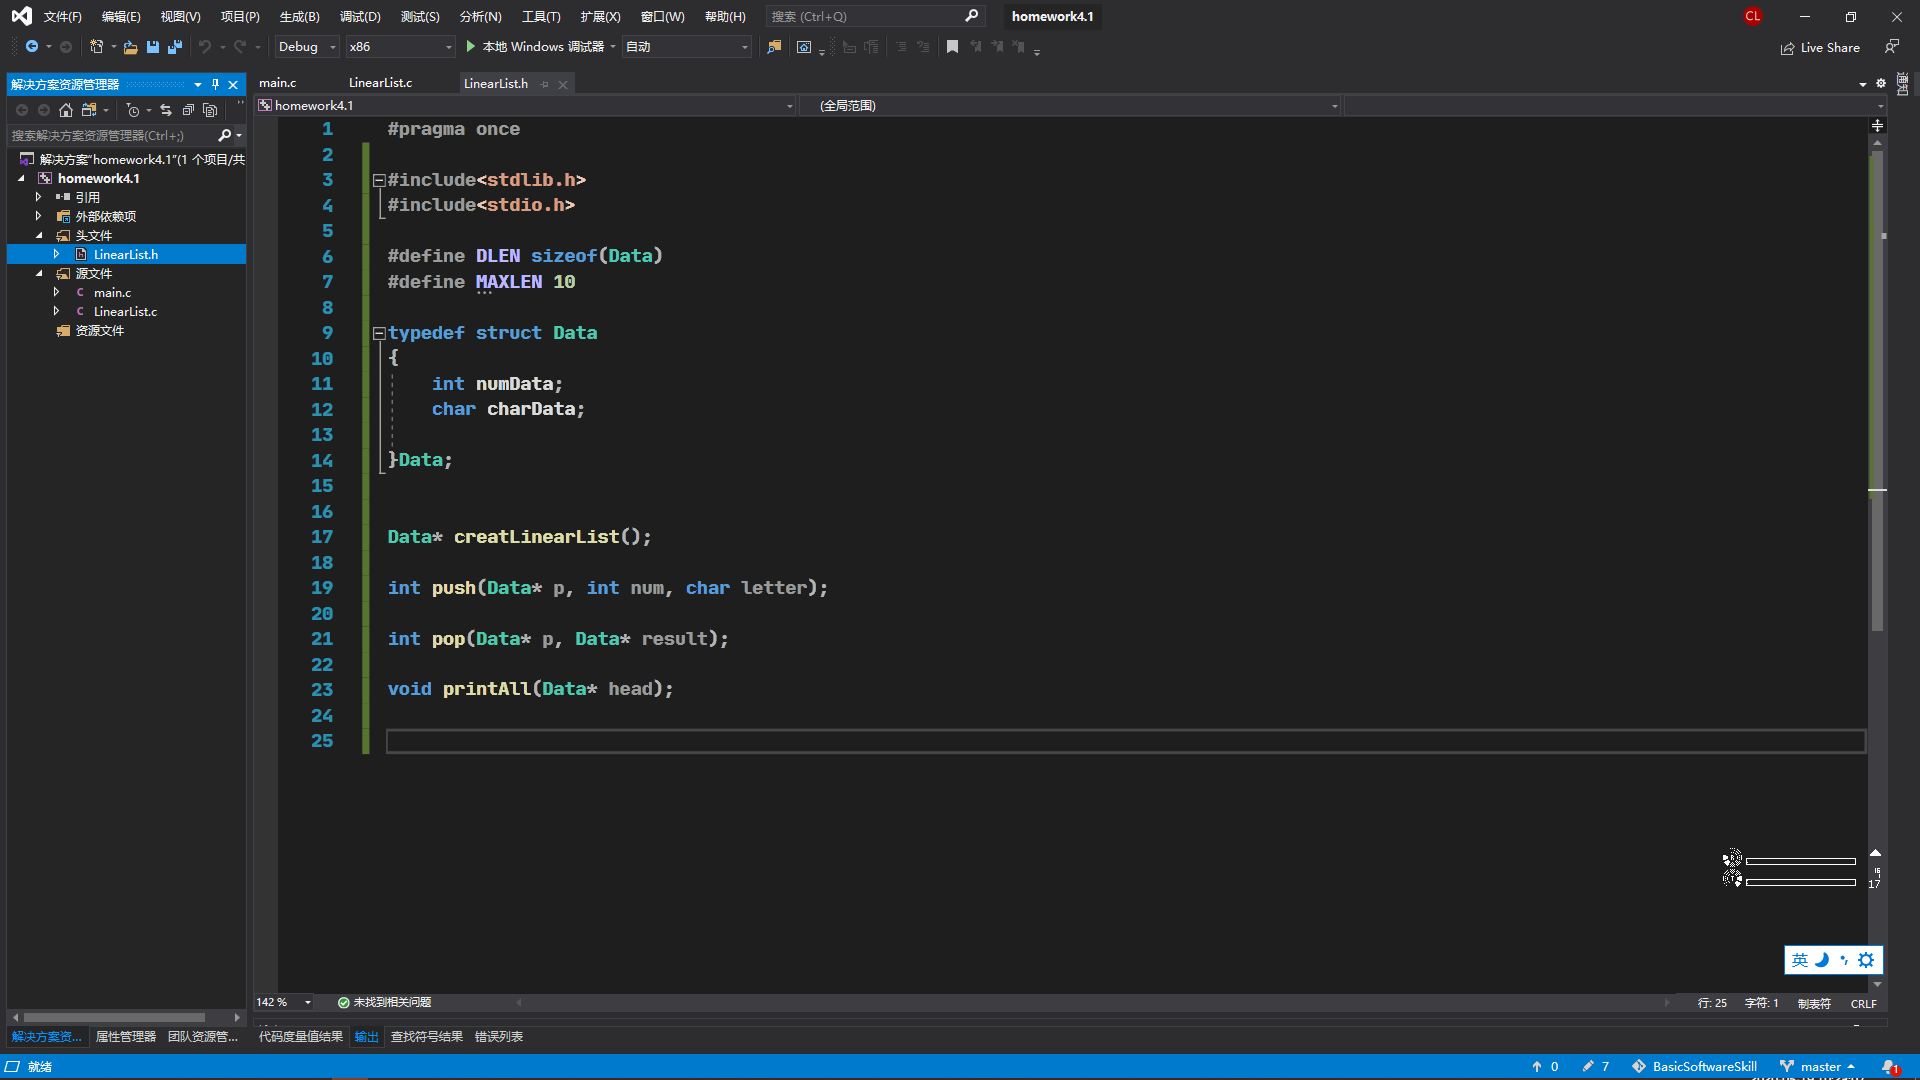 文件(F) 编辑(E) 视图(V) 项目(P) 生成(B) 调试(D) 测试(S) 分析(N) 工具(T) 扩展(X) 窗口(W) 帮助(H) 搜索 (Ctrl+Q) homework4.1 CL
Debug x86 本地 Windows 调试器 自动 Live Share
解决方案资源管理器
搜索解决方案资源管理器(Ctrl+;)
解决方案"homework4.1"(1 个项目/共
homework4.1
引用
外部依赖项
头文件
LinearList.h
源文件
main.c
LinearList.c
资源文件
main.c LinearList.c LinearList.h
homework4.1 (全局范围)
1 #pragma once
2
3 #include<stdlib.h>
4 #include<stdio.h>
5
6 #define DLEN sizeof(Data)
7 #define MAXLEN 10
8
9 typedef struct Data
10 {
11 int numData;
12 char charData;
13
14 }Data;
15
16
17 Data* creatLinearList();
18
19 int push(Data* p, int num, char letter);
20
21 int pop(Data* p, Data* result);
22
23 void printAll(Data* head);
24
25
17
英
142 % 未找到相关问题 行: 25 字符: 1 制表符 CRLF
解决方案资... 属性管理器 团队资源管... 代码度量值结果 输出 查找符号结果 错误列表
就绪 0 7 BasicSoftwareSkill master 1